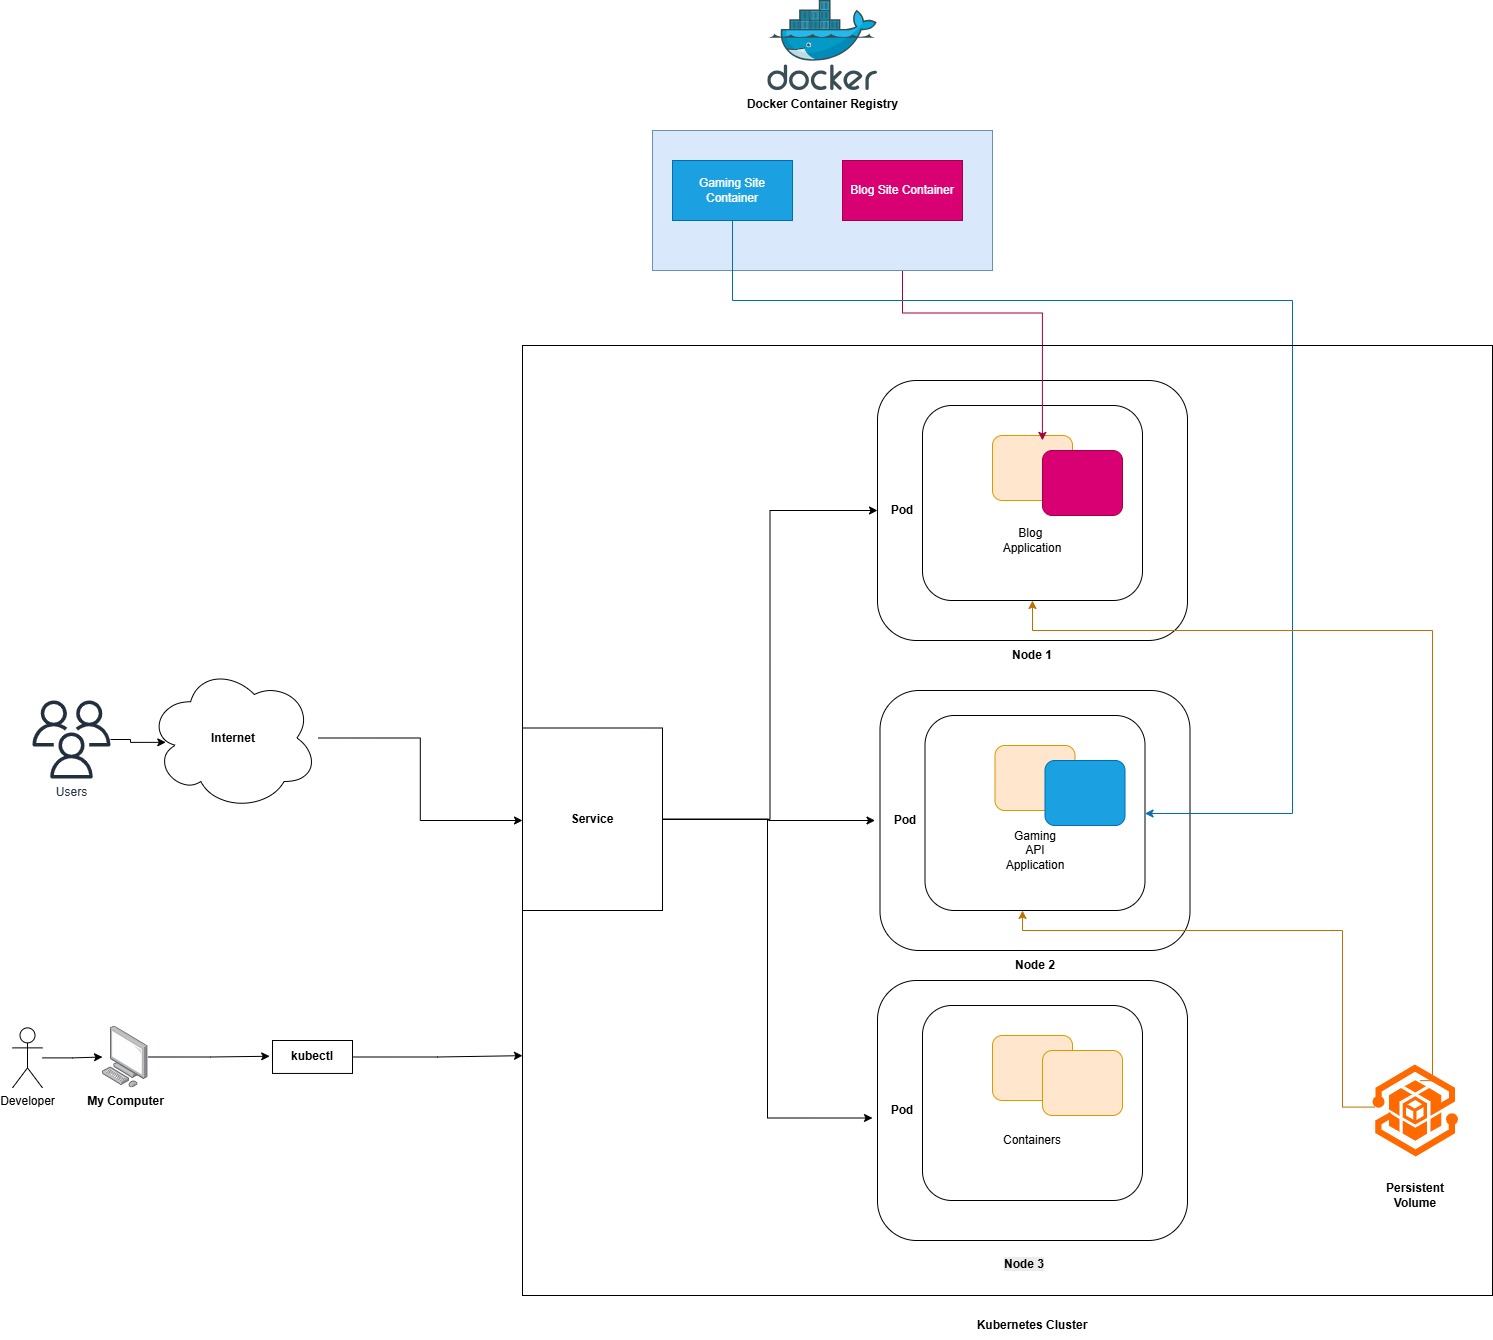 docker
Docker Container Registry
Gaming Site
Container
Blog Site Container
Pod
Blog
Application
Node 1
Internet
Users
Service
Pod
Gaming
API
Application
Node 2
kubectl
Developer
My Computer
Pod
Containers
Persistent
Volume
Node 3
Kubernetes Cluster